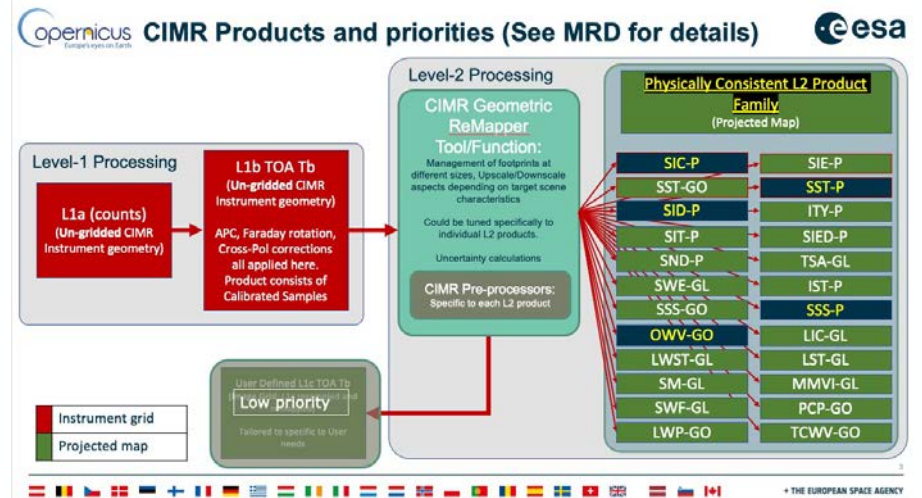 opernicus
Europe's eyes on Earth
CIMR Products and priorities (See MRD for details)
esa
Level-1 Processing
L1a (counts)
(Un-gridded CIMR
Instrument geometry)
L1b TOA Tb
(Un-gridded CIMR
Instrument geometry)
APC, Faraday rotation,
Cross-Pol corrections
all applied here.
Product consists of
Calibrated Samples
Level-2 Processing
CIMR Geometric
ReMapper
Tool/Function:
Management of footprints at
different sizes, Upscale/Downscale
aspects depending on target scene
characteristics
Could be tuned specifically to
individual L2 products.
Uncertainty calculations
CIMR Pre-processors:
Specific to each L2 product
Physically Consistent L2 Product
Family
(Projected Map)
SIC-P
SST-GO
SID-P
SIT-P
SND-P
SWE-GL
SSS-GO
OWV-GO
LWST-GL
SM-GL
SWF-GL
LWP-GO
SIE-P
SST-P
ITY-P
SIED-P
TSA-GL
IST-P
SSS-P
LIC-GL
LST-GL
MMVI-GL
PCP-GO
TCWV-GO
User Defined L1c TOA Tb
Low priority
Tailored to specific to User
needs
Instrument grid
Projected map
3
+ THE EUROPEAN SPACE AGENCY